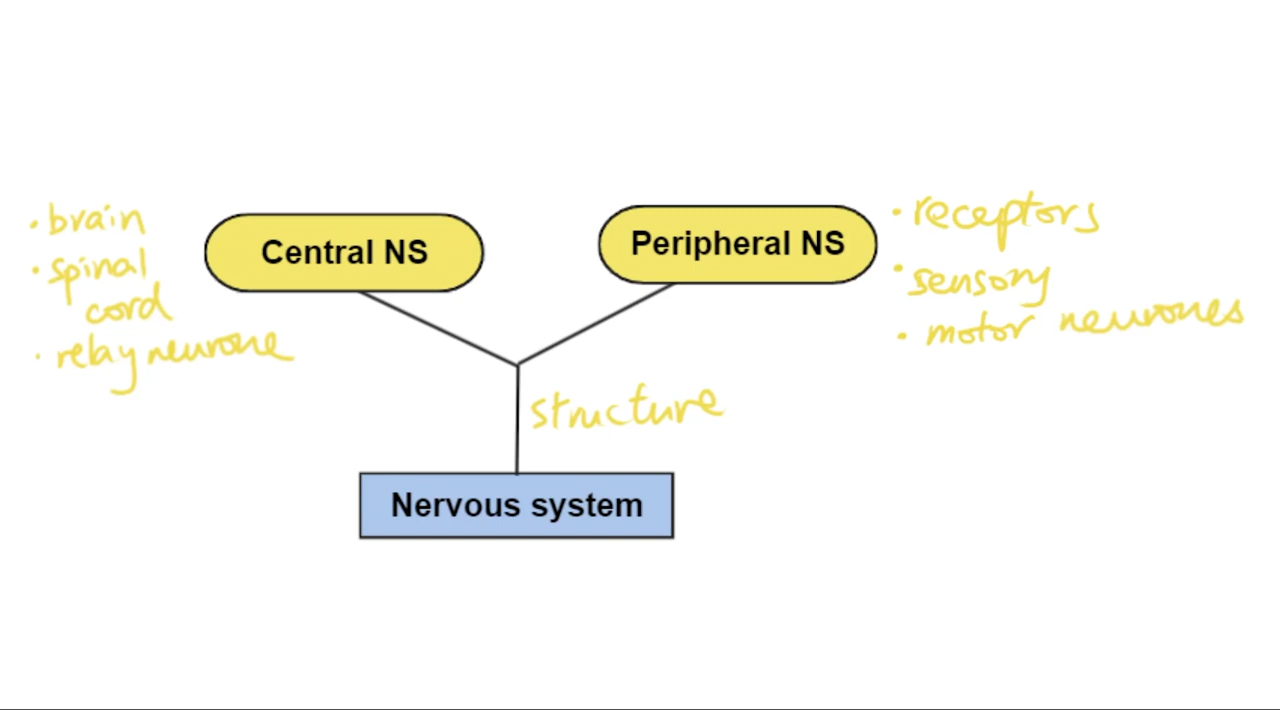 · brain
· spinal
cord
· relay neurone
Central NS
Peripheral NS
· receptors
· sensory
· motor neurones
structure
Nervous system